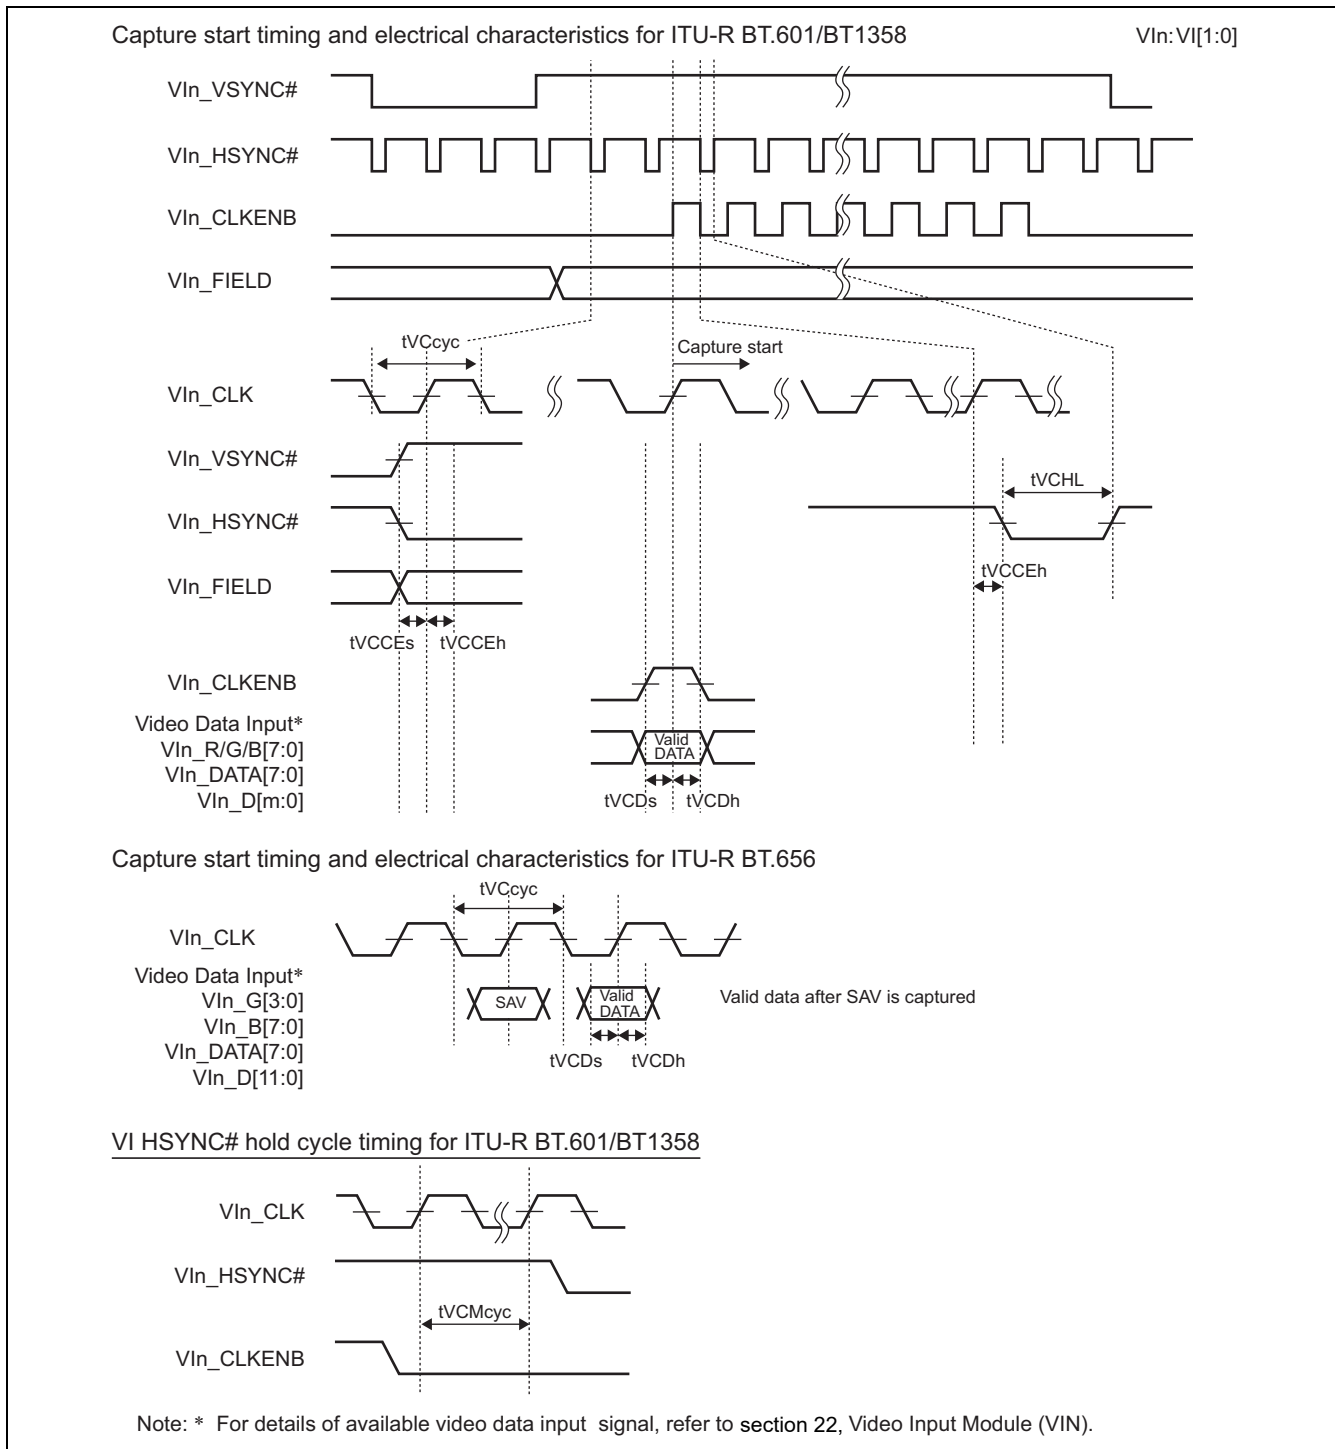 Capture start timing and electrical characteristics for ITU-R BT.601/BT1358
VIn:VI[1:0]
VIn_VSYNC#
VIn_HSYNC#
VIn_CLKENB
VIn_FIELD
tVCcyc
Capture start
VIn_CLK
VIn_VSYNC#
tVCHL
VIn_HSYNC#
tVCCEh
VIn_FIELD
tVCCEs
tVCCEh
VIn_CLKENB
Video Data Input*
VIn_R/G/B[7:0]
VIn_DATA[7:0]
VIn_D[m:0]
Valid
DATA
tVCDs
tVCDh
Capture start timing and electrical characteristics for ITU-R BT.656
tVCcyc
VIn_CLK
Video Data Input*
VIn_G[3:0]
VIn_B[7:0]
VIn_DATA[7:0]
VIn_D[11:0]
SAV
Valid
DATA
Valid data after SAV is captured
tVCDs
tVCDh
VI HSYNC# hold cycle timing for ITU-R BT.601/BT1358
VIn_CLK
VIn_HSYNC#
tVCMcyc
VIn_CLKENB
Note: * For details of available video data input signal, refer to section 22, Video Input Module (VIN).